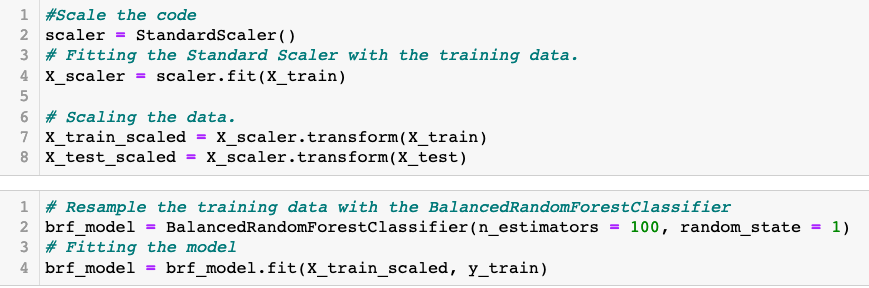 1 #Scale the code
2 scaler = StandardScaler()
3 # Fitting the Standard Scaler with the training data.
4 X_scaler = scaler.fit(X_train)
5
6 # Scaling the data.
7 X_train_scaled = X_scaler.transform(X_train)
8 X_test_scaled = X_scaler.transform(X_test)
1 # Resample the training data with the BalancedRandomForestClassifier
2 brf_model = BalancedRandomForestClassifier(n_estimators = 100, random_state = 1)
3 # Fitting the model
4 brf_model = brf_model.fit(X_train_scaled, y_train)